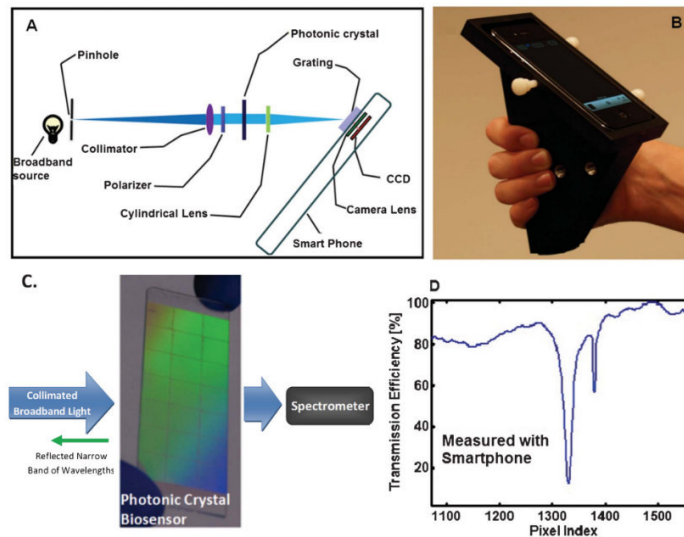 A
Pinhole
Photonic crystal
Grating
Broadband
source
Collimator
Polarizer
Cylindrical Lens
CCD
Camera Lens
Smart Phone
B
C.
Collimated
Broadband Light
Reflected Narrow
Band of Wavelengths
Photonic Crystal
Biosensor
Spectrometer
D
Transmission Efficiency [%]
100
80
60
40
20
Measured with
Smartphone
1100 1200 1300 1400 1500
Pixel Index